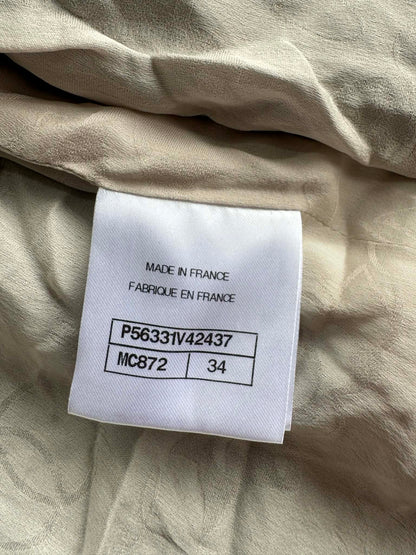 MADE IN FRANCE
FABRIQUE EN FRANCE
P56331V42437
MC872 34